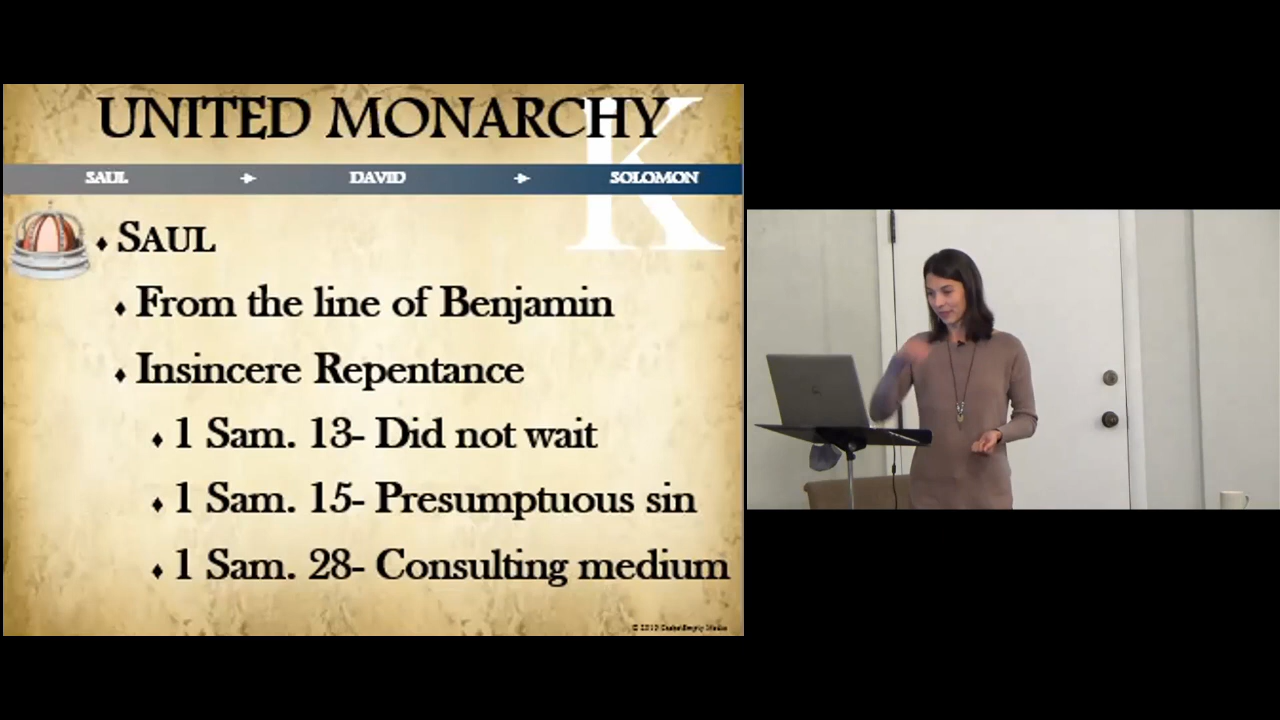 UNITED MONARCHY
K
SAUL DAVID SOLOMON
SAUL
From the line of Benjamin
Insincere Repentance
1 Sam. 13- Did not wait
1 Sam. 15- Presumptuous sin
1 Sam. 28- Consulting medium